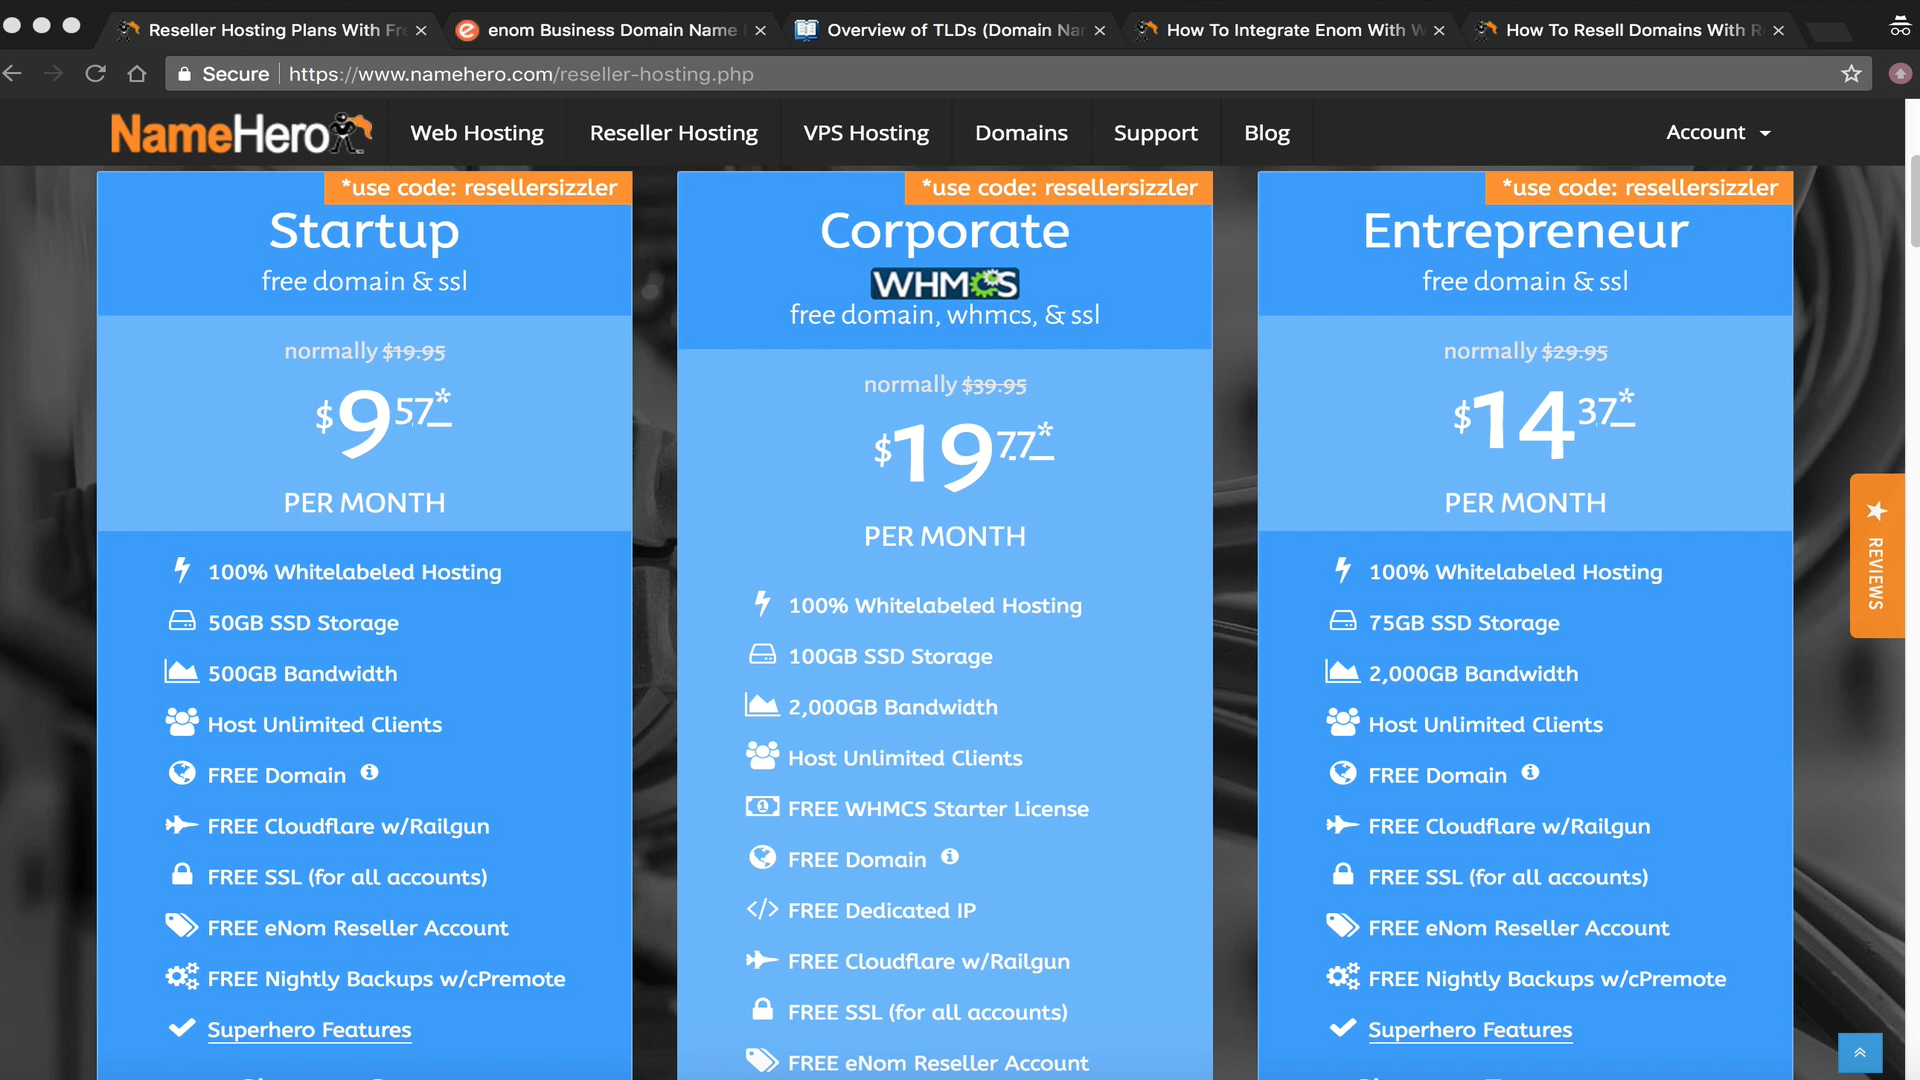 Reseller Hosting Plans With Fre
enom Business Domain Name
Overview of TLDs (Domain Nam
How To Integrate Enom With W
How To Resell Domains With R
Secure
https://www.namehero.com/reseller-hosting.php
NameHero
Web Hosting
Reseller Hosting
VPS Hosting
Domains
Support
Blog
Account
*use code: resellersizzler
Startup
free domain & ssl
normally $19.95
$957*
PER MONTH
100% Whitelabeled Hosting
50GB SSD Storage
500GB Bandwidth
Host Unlimited Clients
FREE Domain
FREE Cloudflare w/Railgun
FREE SSL (for all accounts)
FREE eNom Reseller Account
FREE Nightly Backups w/cPremote
Superhero Features
*use code: resellersizzler
Corporate
WHMCS
free domain, whmcs, & ssl
normally $39.95
$1977*
PER MONTH
100% Whitelabeled Hosting
100GB SSD Storage
2,000GB Bandwidth
Host Unlimited Clients
FREE WHMCS Starter License
FREE Domain
FREE Dedicated IP
FREE Cloudflare w/Railgun
FREE SSL (for all accounts)
FREE eNom Reseller Account
*use code: resellersizzler
Entrepreneur
free domain & ssl
normally $29.95
$1437*
PER MONTH
100% Whitelabeled Hosting
75GB SSD Storage
2,000GB Bandwidth
Host Unlimited Clients
FREE Domain
FREE Cloudflare w/Railgun
FREE SSL (for all accounts)
FREE eNom Reseller Account
FREE Nightly Backups w/cPremote
Superhero Features
REVIEWS